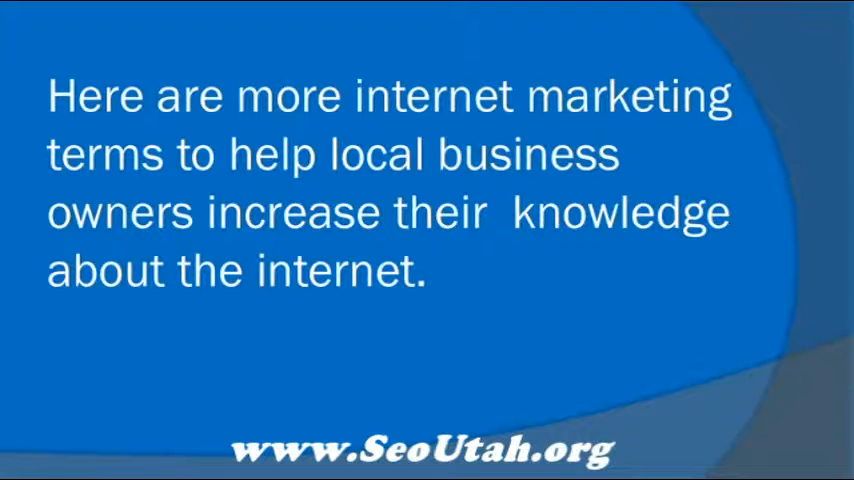 Here are more internet marketing
terms to help local business
owners increase their  knowledge
about the internet.
www.SeoUtah.org